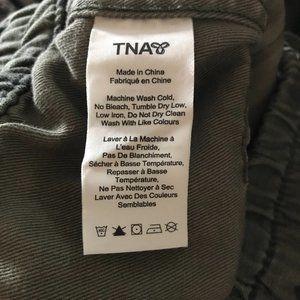 TNA
Made in China
Fabriqué en Chine
Machine Wash Cold,
No Bleach, Tumble Dry Low,
Low Iron, Do Not Dry Clean
Wash With Like Colours
Laver À La Machine à
L'eau Froide,
Pas De Blanchiment,
Sécher à Basse Température,
Repasser à Basse
Température,
Ne Pas Nettoyer à Sec
Laver Avec Des Couleurs
Semblables